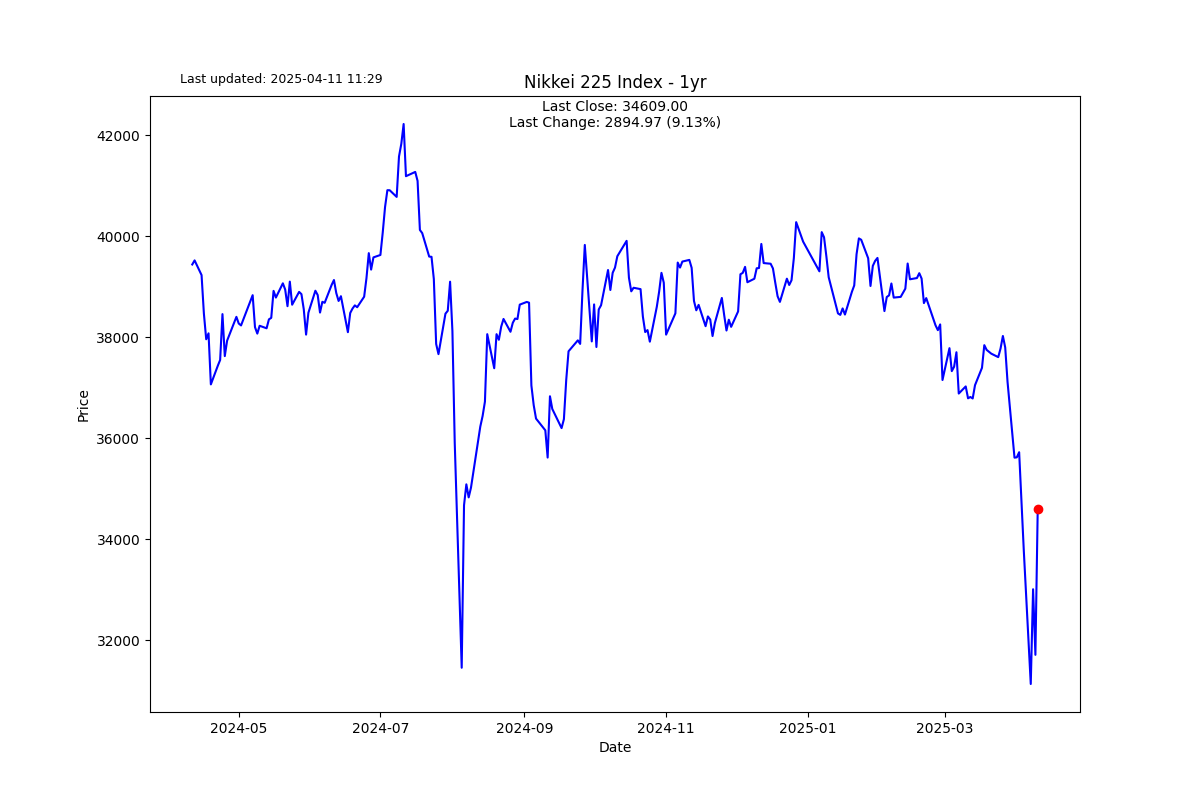 Last updated: 2025-04-11 11:29
Nikkei 225 Index - 1yr
Last Close: 34609.00
Last Change: 2894.97 (9.13%)
42000
40000
38000
36000
34000
32000
Price
2024-05
2024-07
2024-09
2024-11
2025-01
2025-03
Date